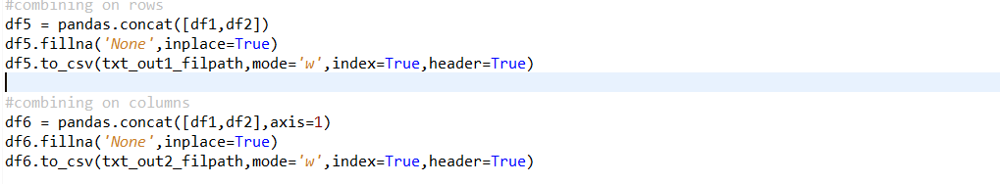 #combining on rows
df5 = pandas.concat([df1,df2])
df5.fillna('None',inplace=True)
df5.to_csv(txt_out1_filpath,mode='w',index=True,header=True)
#combining on columns
df6 = pandas.concat([df1,df2],axis=1)
df6.fillna('None',inplace=True)
df6.to_csv(txt_out2_filpath,mode='w',index=True,header=True)